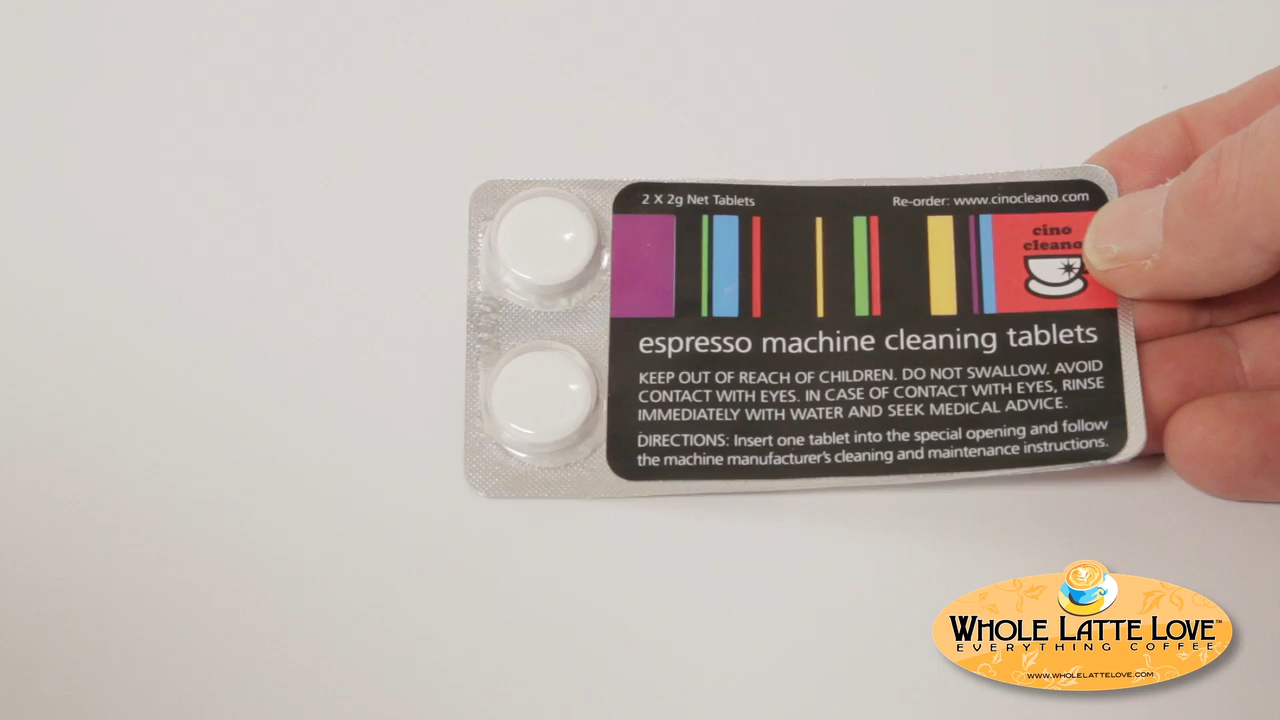 2 X 2g Net Tablets
Re-order: www.cinocleano.com
cino
cleano
espresso machine cleaning tablets
KEEP OUT OF REACH OF CHILDREN. DO NOT SWALLOW. AVOID
CONTACT WITH EYES. IN CASE OF CONTACT WITH EYES, RINSE
IMMEDIATELY WITH WATER AND SEEK MEDICAL ADVICE.
DIRECTIONS: Insert one tablet into the special opening and follow
the machine manufacturer's cleaning and maintenance instructions.
WHOLE LATTE LOVE™
EVERYTHING COFFEE
WWW.WHOLELATTELOVE.COM